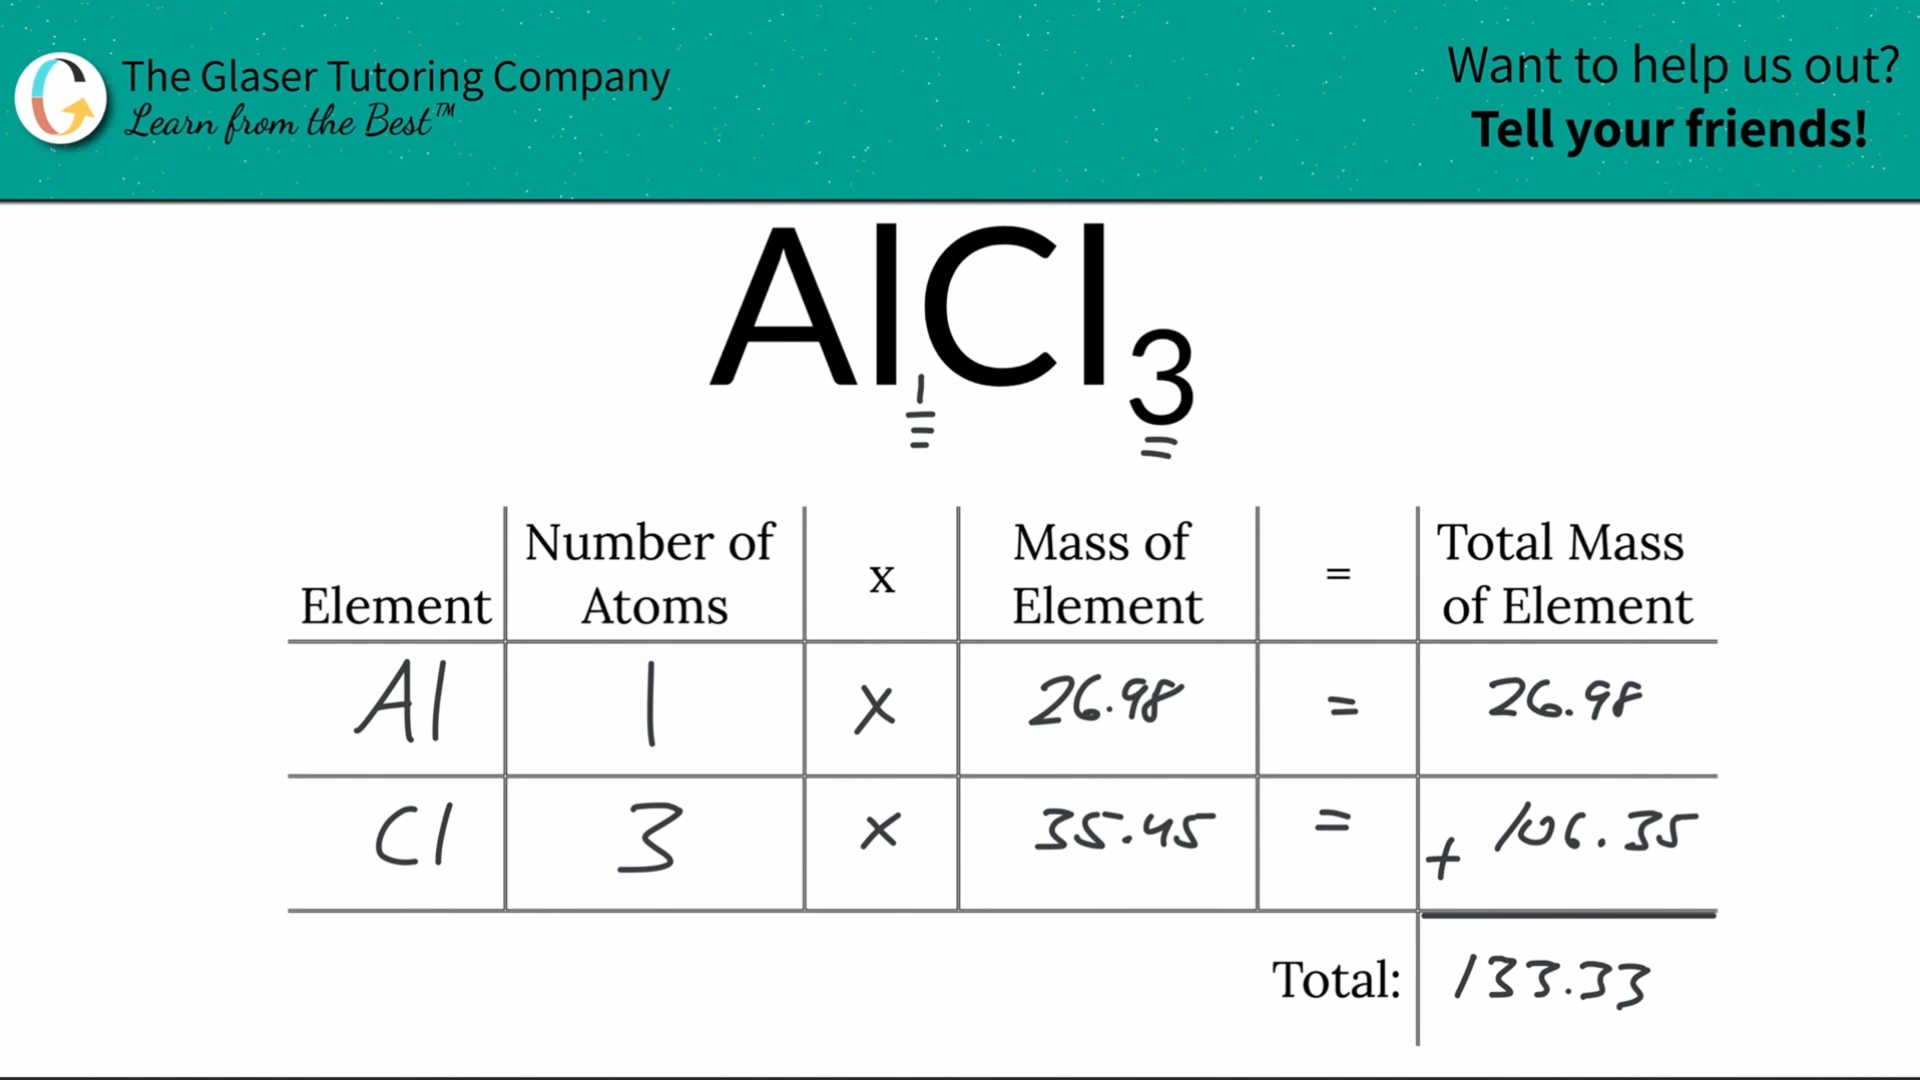 The Glaser Tutoring Company
Learn from the Best™
Want to help us out?
Tell your friends!
AlCl3
1
Element Number of Atoms x Mass of Element = Total Mass of Element
Al 1 x 26.98 = 26.98
Cl 3 x 35.45 = + 106.35
Total: 133.33